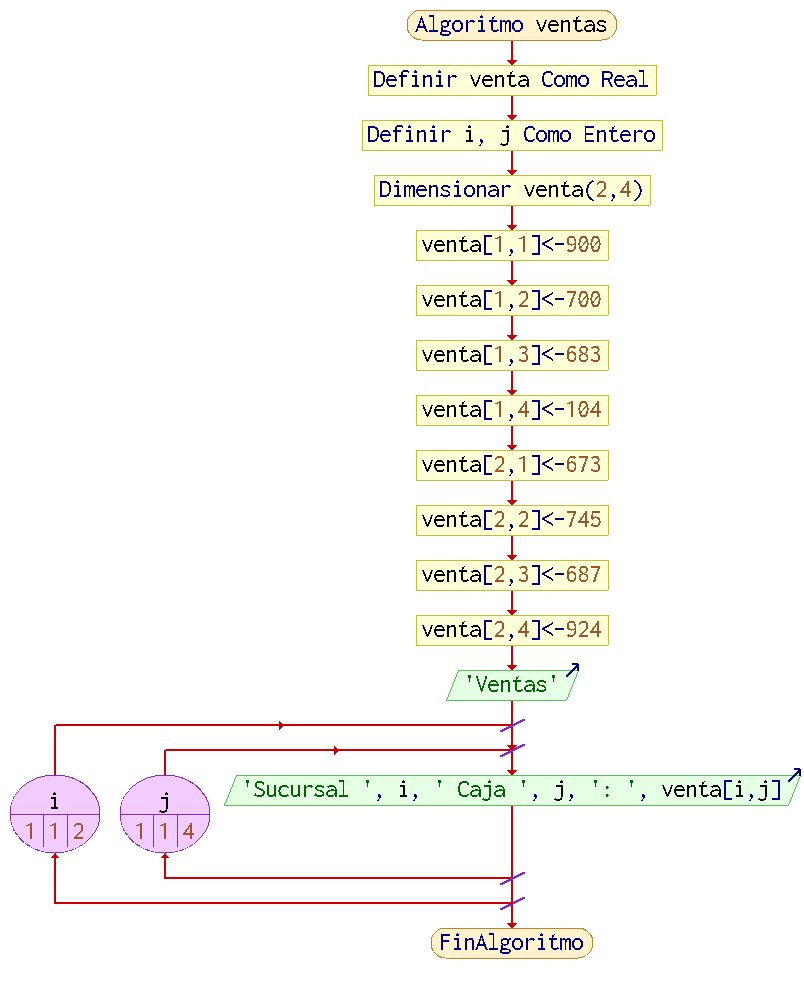 Algoritmo ventas
Definir venta Como Real
Definir i, j Como Entero
Dimensionar venta(2,4)
venta[1,1]<-900
venta[1,2]<-700
venta[1,3]<-683
venta[1,4]<-104
venta[2,1]<-673
venta[2,2]<-745
venta[2,3]<-687
venta[2,4]<-924
'Ventas'
i
1 1 2
j
1 1 4
'Sucursal ', i, ' Caja ', j, ': ', venta[i,j]
FinAlgoritmo